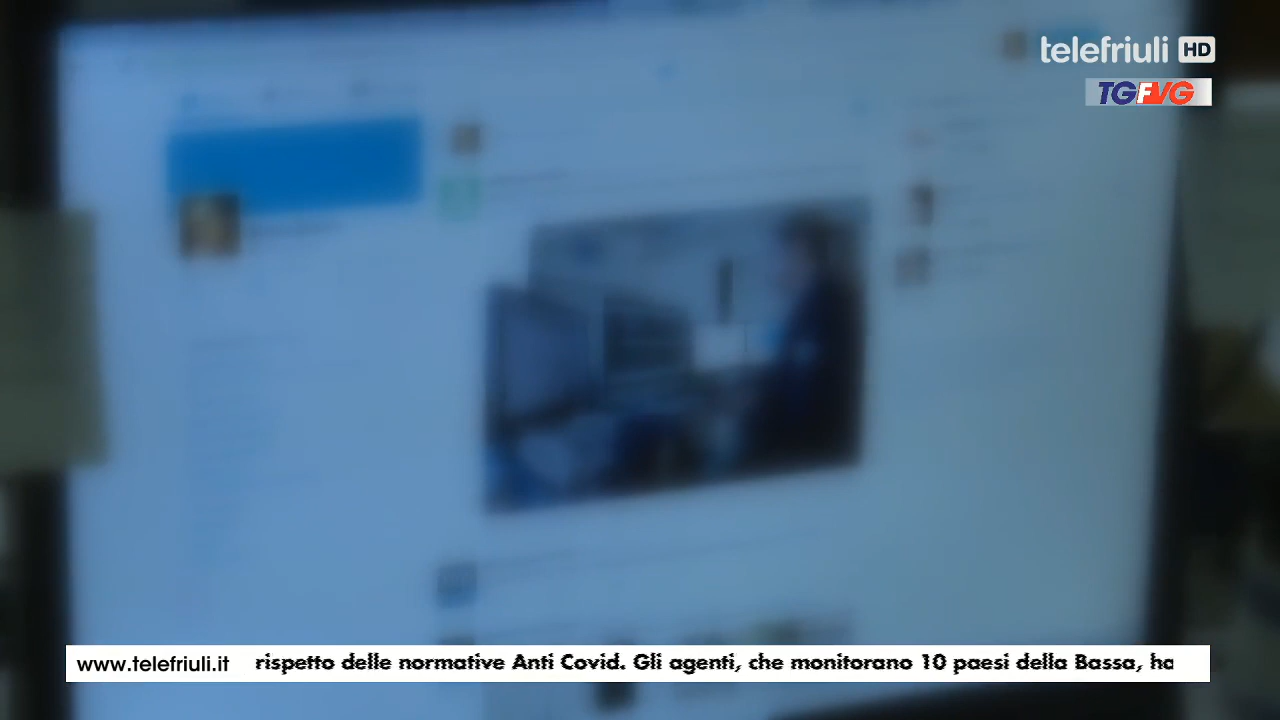 telefriuli HD
TGFVG
www.telefriuli.it rispetto delle normative Anti Covid. Gli agenti, che monitorano 10 paesi della Bassa, ha